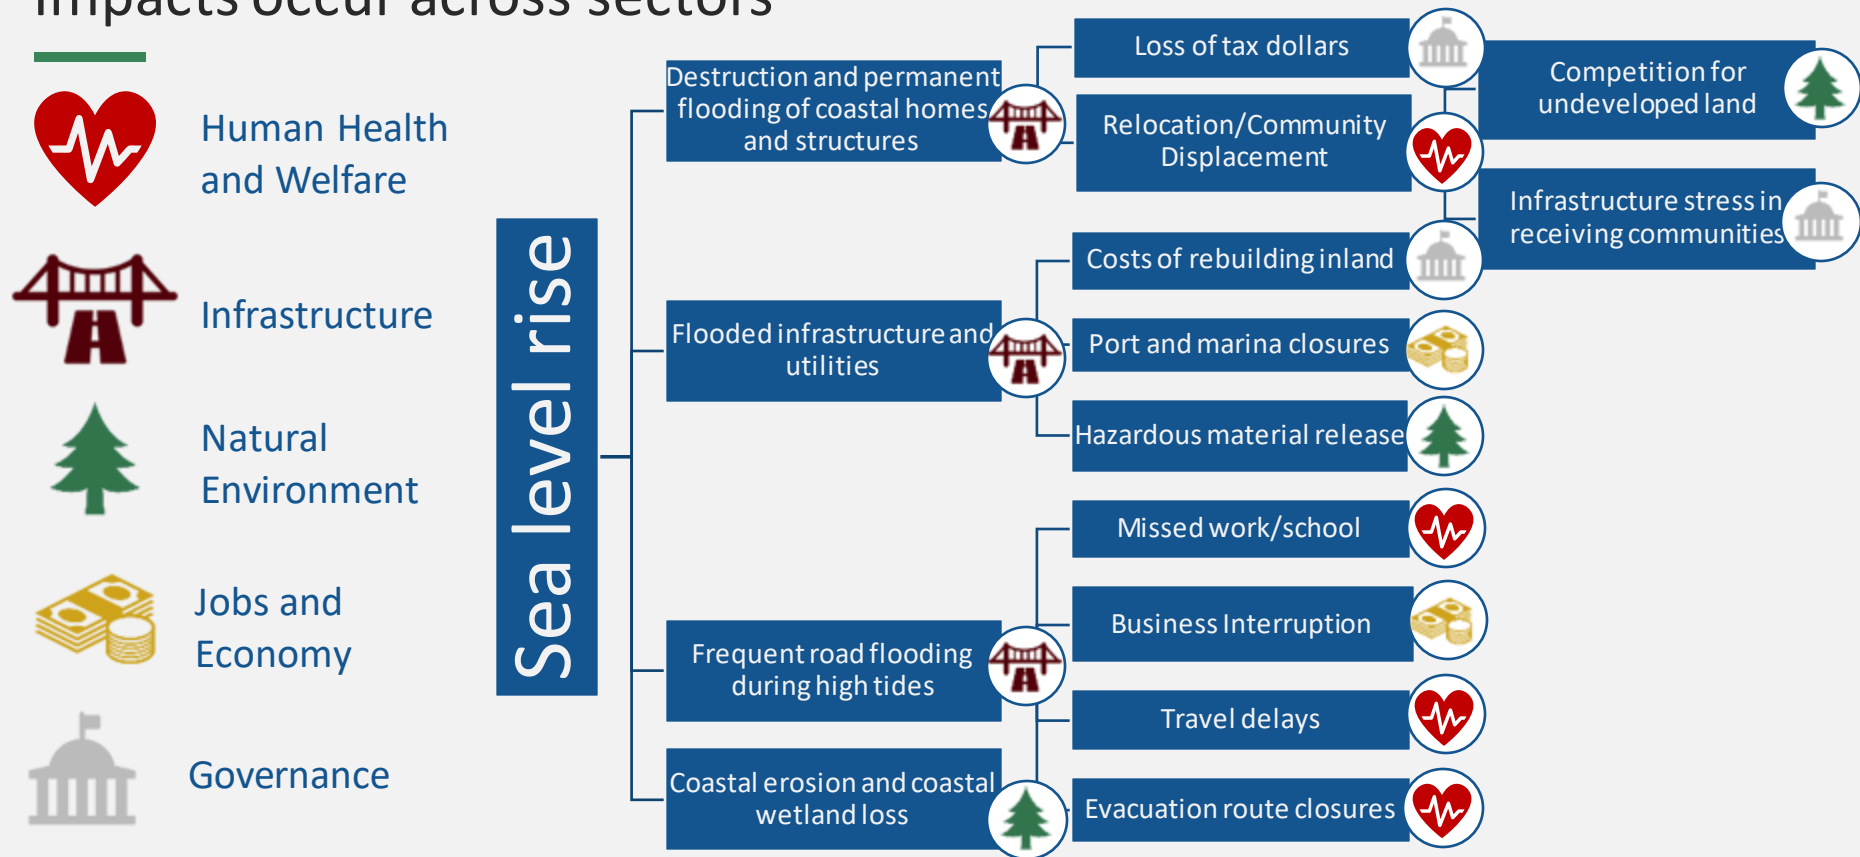 Impacts occur across sectors
Human Health
and Welfare
Infrastructure
Natural
Environment
Jobs and
Economy
Governance
Sea level rise
Destruction and permanent
flooding of coastal homes
and structures
Flooded infrastructure and
utilities
Frequent road flooding
during high tides
Coastal erosion and coastal
wetland loss
Loss of tax dollars
Relocation/Community
Displacement
Costs of rebuilding inland
Port and marina closures
Hazardous material release
Missed work/school
Business Interruption
Travel delays
Evacuation route closures
Competition for
undeveloped land
Infrastructure stress in
receiving communities